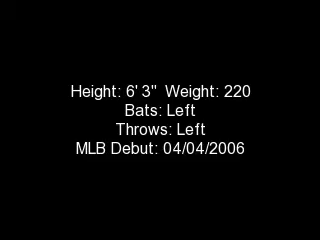 Height: 6' 3" Weight: 220
Bats: Left
Throws: Left
MLB Debut: 04/04/2006